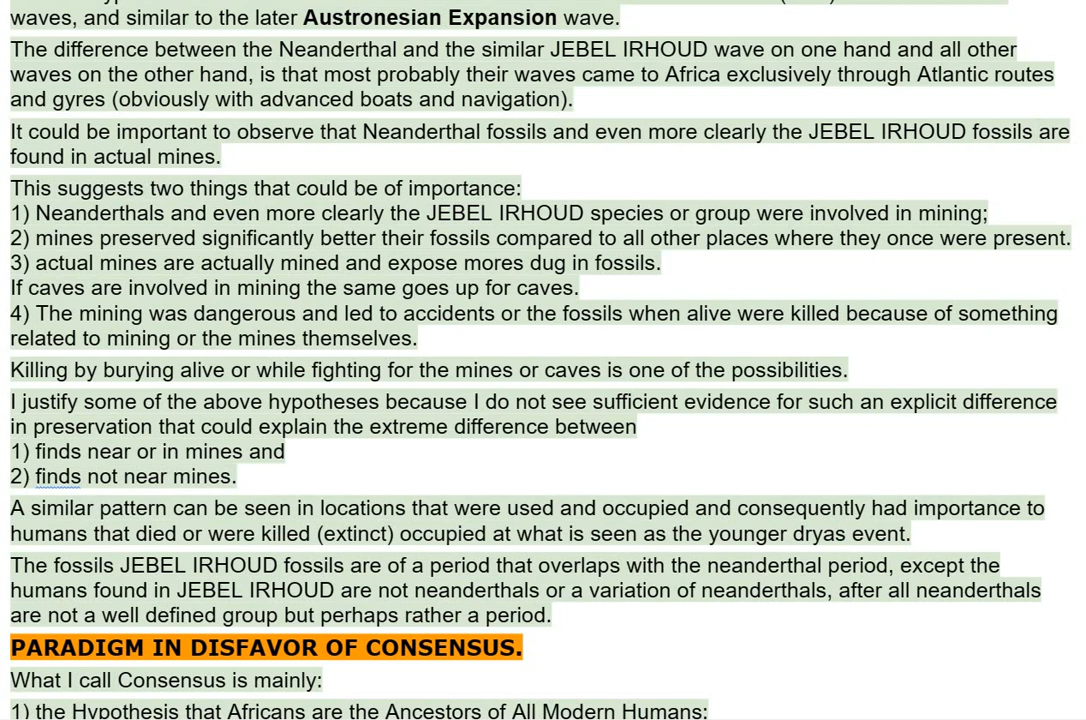 waves, and similar to the later Austronesian Expansion wave.
The difference between the Neanderthal and the similar JEBEL IRHOUD wave on one hand and all other
waves on the other hand, is that most probably their waves came to Africa exclusively through Atlantic routes
and gyres (obviously with advanced boats and navigation).
It could be important to observe that Neanderthal fossils and even more clearly the JEBEL IRHOUD fossils are
found in actual mines.
This suggests two things that could be of importance:
1) Neanderthals and even more clearly the JEBEL IRHOUD species or group were involved in mining;
2) mines preserved significantly better their fossils compared to all other places where they once were present.
3) actual mines are actually mined and expose mores dug in fossils.
If caves are involved in mining the same goes up for caves.
4) The mining was dangerous and led to accidents or the fossils when alive were killed because of something
related to mining or the mines themselves.
Killing by burying alive or while fighting for the mines or caves is one of the possibilities.
I justify some of the above hypotheses because I do not see sufficient evidence for such an explicit difference
in preservation that could explain the extreme difference between
1) finds near or in mines and
2) finds not near mines.
A similar pattern can be seen in locations that were used and occupied and consequently had importance to
humans that died or were killed (extinct) occupied at what is seen as the younger dryas event.
The fossils JEBEL IRHOUD fossils are of a period that overlaps with the neanderthal period, except the
humans found in JEBEL IRHOUD are not neanderthals or a variation of neanderthals, after all neanderthals
are not a well defined group but perhaps rather a period.
PARADIGM IN DISFAVOR OF CONSENSUS.
What I call Consensus is mainly:
1) the Hypothesis that Africans are the Ancestors of All Modern Humans;